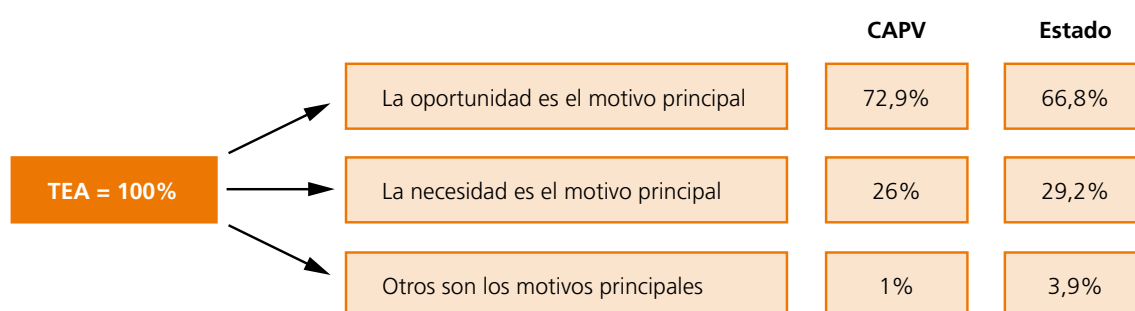 CAPV Estado
La oportunidad es el motivo principal 72,9% 66,8%
TEA = 100% La necesidad es el motivo principal 26% 29,2%
Otros son los motivos principales 1% 3,9%